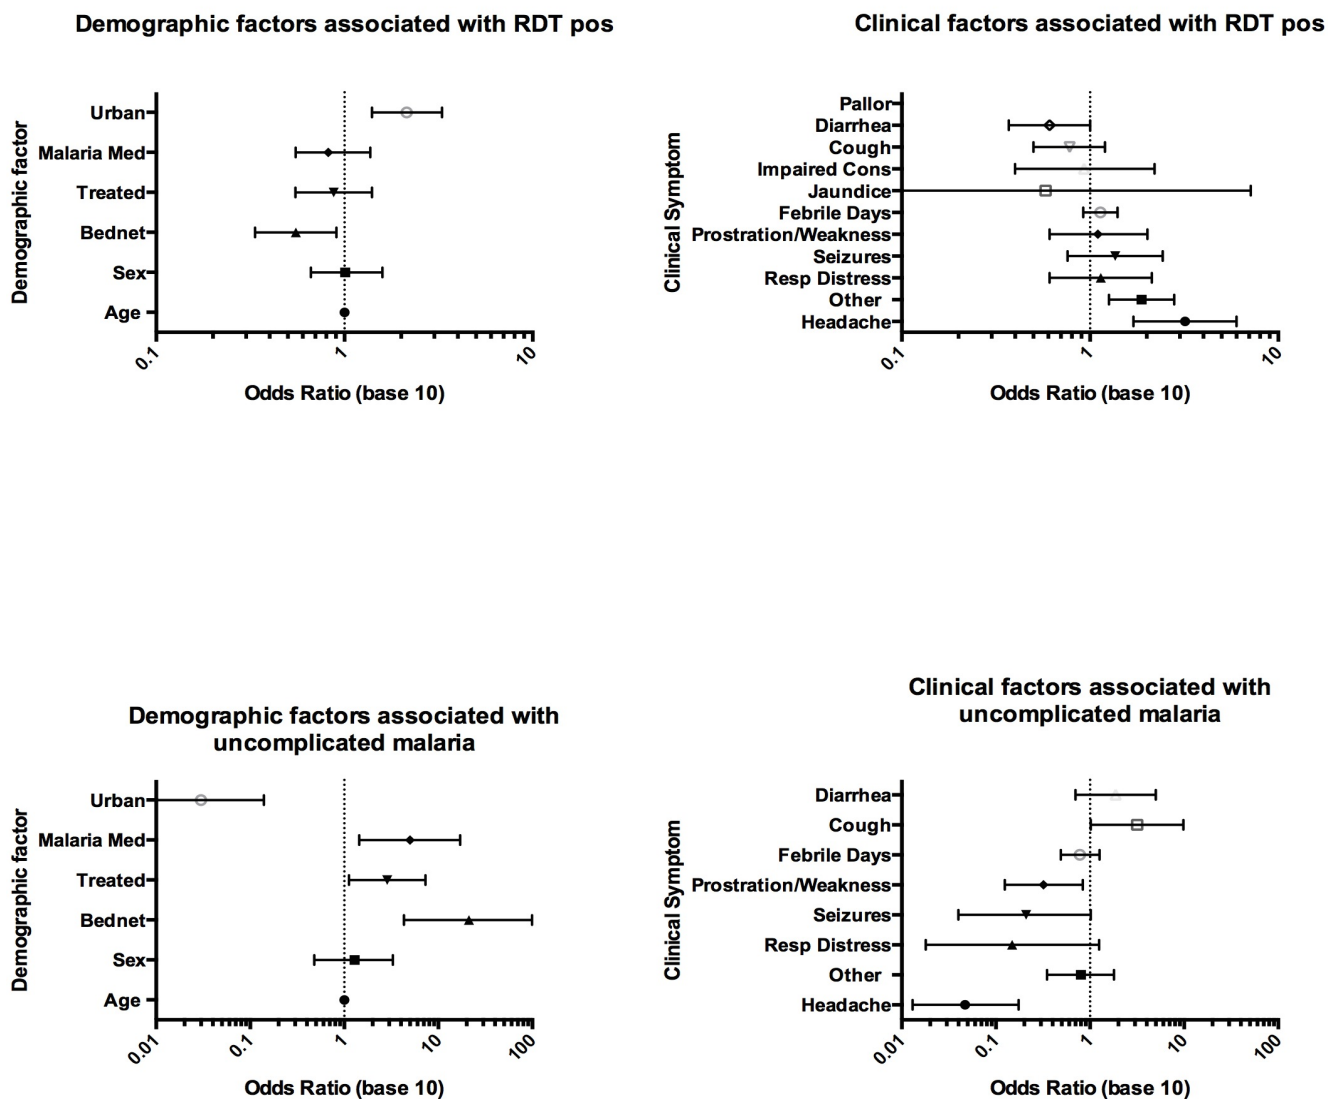 Demographic factors associated with RDT pos
Demographic factor
Urban
Malaria Med
Treated
Bednet
Sex
Age
0.1
1
10
Odds Ratio (base 10)
Clinical factors associated with RDT pos
Clinical Symptom
Pallor
Diarrhea
Cough
Impaired Cons
Jaundice
Febrile Days
Prostration/Weakness
Seizures
Resp Distress
Other
Headache
0.1
1
10
Odds Ratio (base 10)
Demographic factors associated with
uncomplicated malaria
Demographic factor
Urban
Malaria Med
Treated
Bednet
Sex
Age
0.01
0.1
1
10
100
Odds Ratio (base 10)
Clinical factors associated with
uncomplicated malaria
Clinical Symptom
Diarrhea
Cough
Febrile Days
Prostration/Weakness
Seizures
Resp Distress
Other
Headache
0.01
0.1
1
10
100
Odds Ratio (base 10)